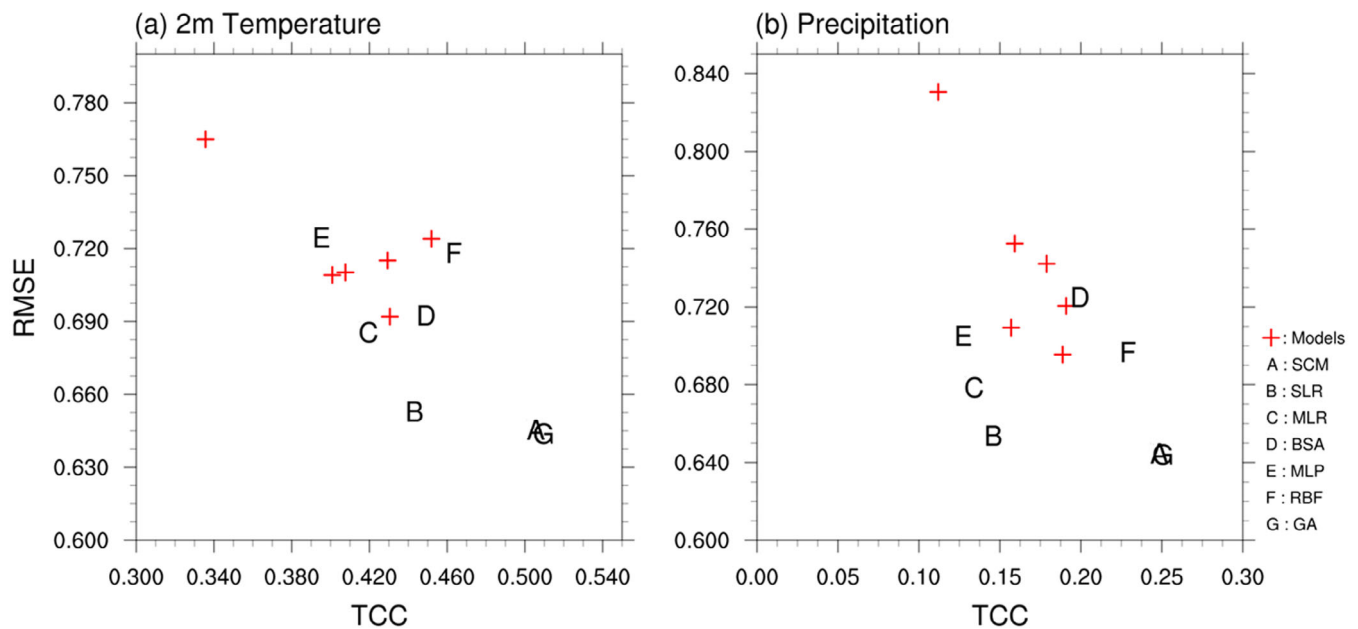 (a) 2m Temperature
RMSE
0.780
0.750
0.720
0.690
0.660
0.630
0.600
E
F
D
C
B
A
G
0.300 0.340 0.380 0.420 0.460 0.500 0.540
TCC
(b) Precipitation
0.840
0.800
0.760
0.720
0.680
0.640
0.600
D
E
F
C
B
A
G
0.00 0.05 0.10 0.15 0.20 0.25 0.30
TCC
+ : Models
A : SCM
B : SLR
C : MLR
D : BSA
E : MLP
F : RBF
G : GA